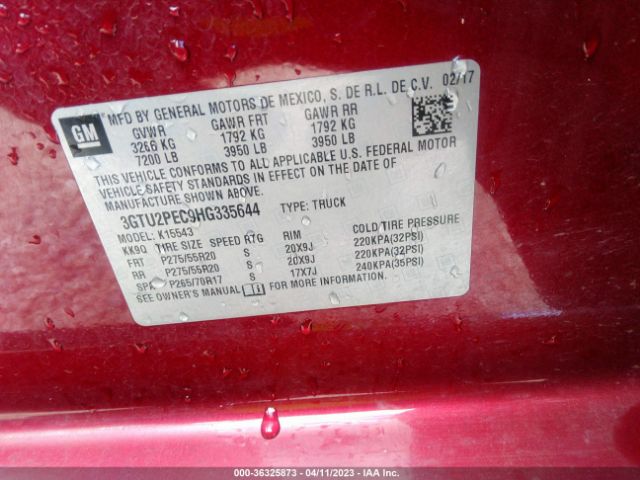 GM
MFD BY GENERAL MOTORS DE MEXICO, S. DE R.L. DE C.V. 02/17
GVWR GAWR FRT GAWR RR
3266 KG 1792 KG 1792 KG
7200 LB 3950 LB 3950 LB
THIS VEHICLE CONFORMS TO ALL APPLICABLE U.S. FEDERAL MOTOR
VEHICLE SAFETY STANDARDS IN EFFECT ON THE DATE OF
MANUFACTURE SHOWN ABOVE.
3GTU2PEC9HG335644 TYPE: TRUCK
MODEL: K15543
KK90 TIRE SIZE SPEED RTG RIM COLD TIRE PRESSURE
FRT P275/55R20 S 20X9J 220KPA(32PSI)
RR P275/55R20 S 20X9J 220KPA(32PSI)
SPA P265/70R17 S 17X7J 240KPA(35PSI)
SEE OWNER'S MANUAL FOR MORE INFORMATION.
000-36325873 - 04/11/2023 - IAA Inc.